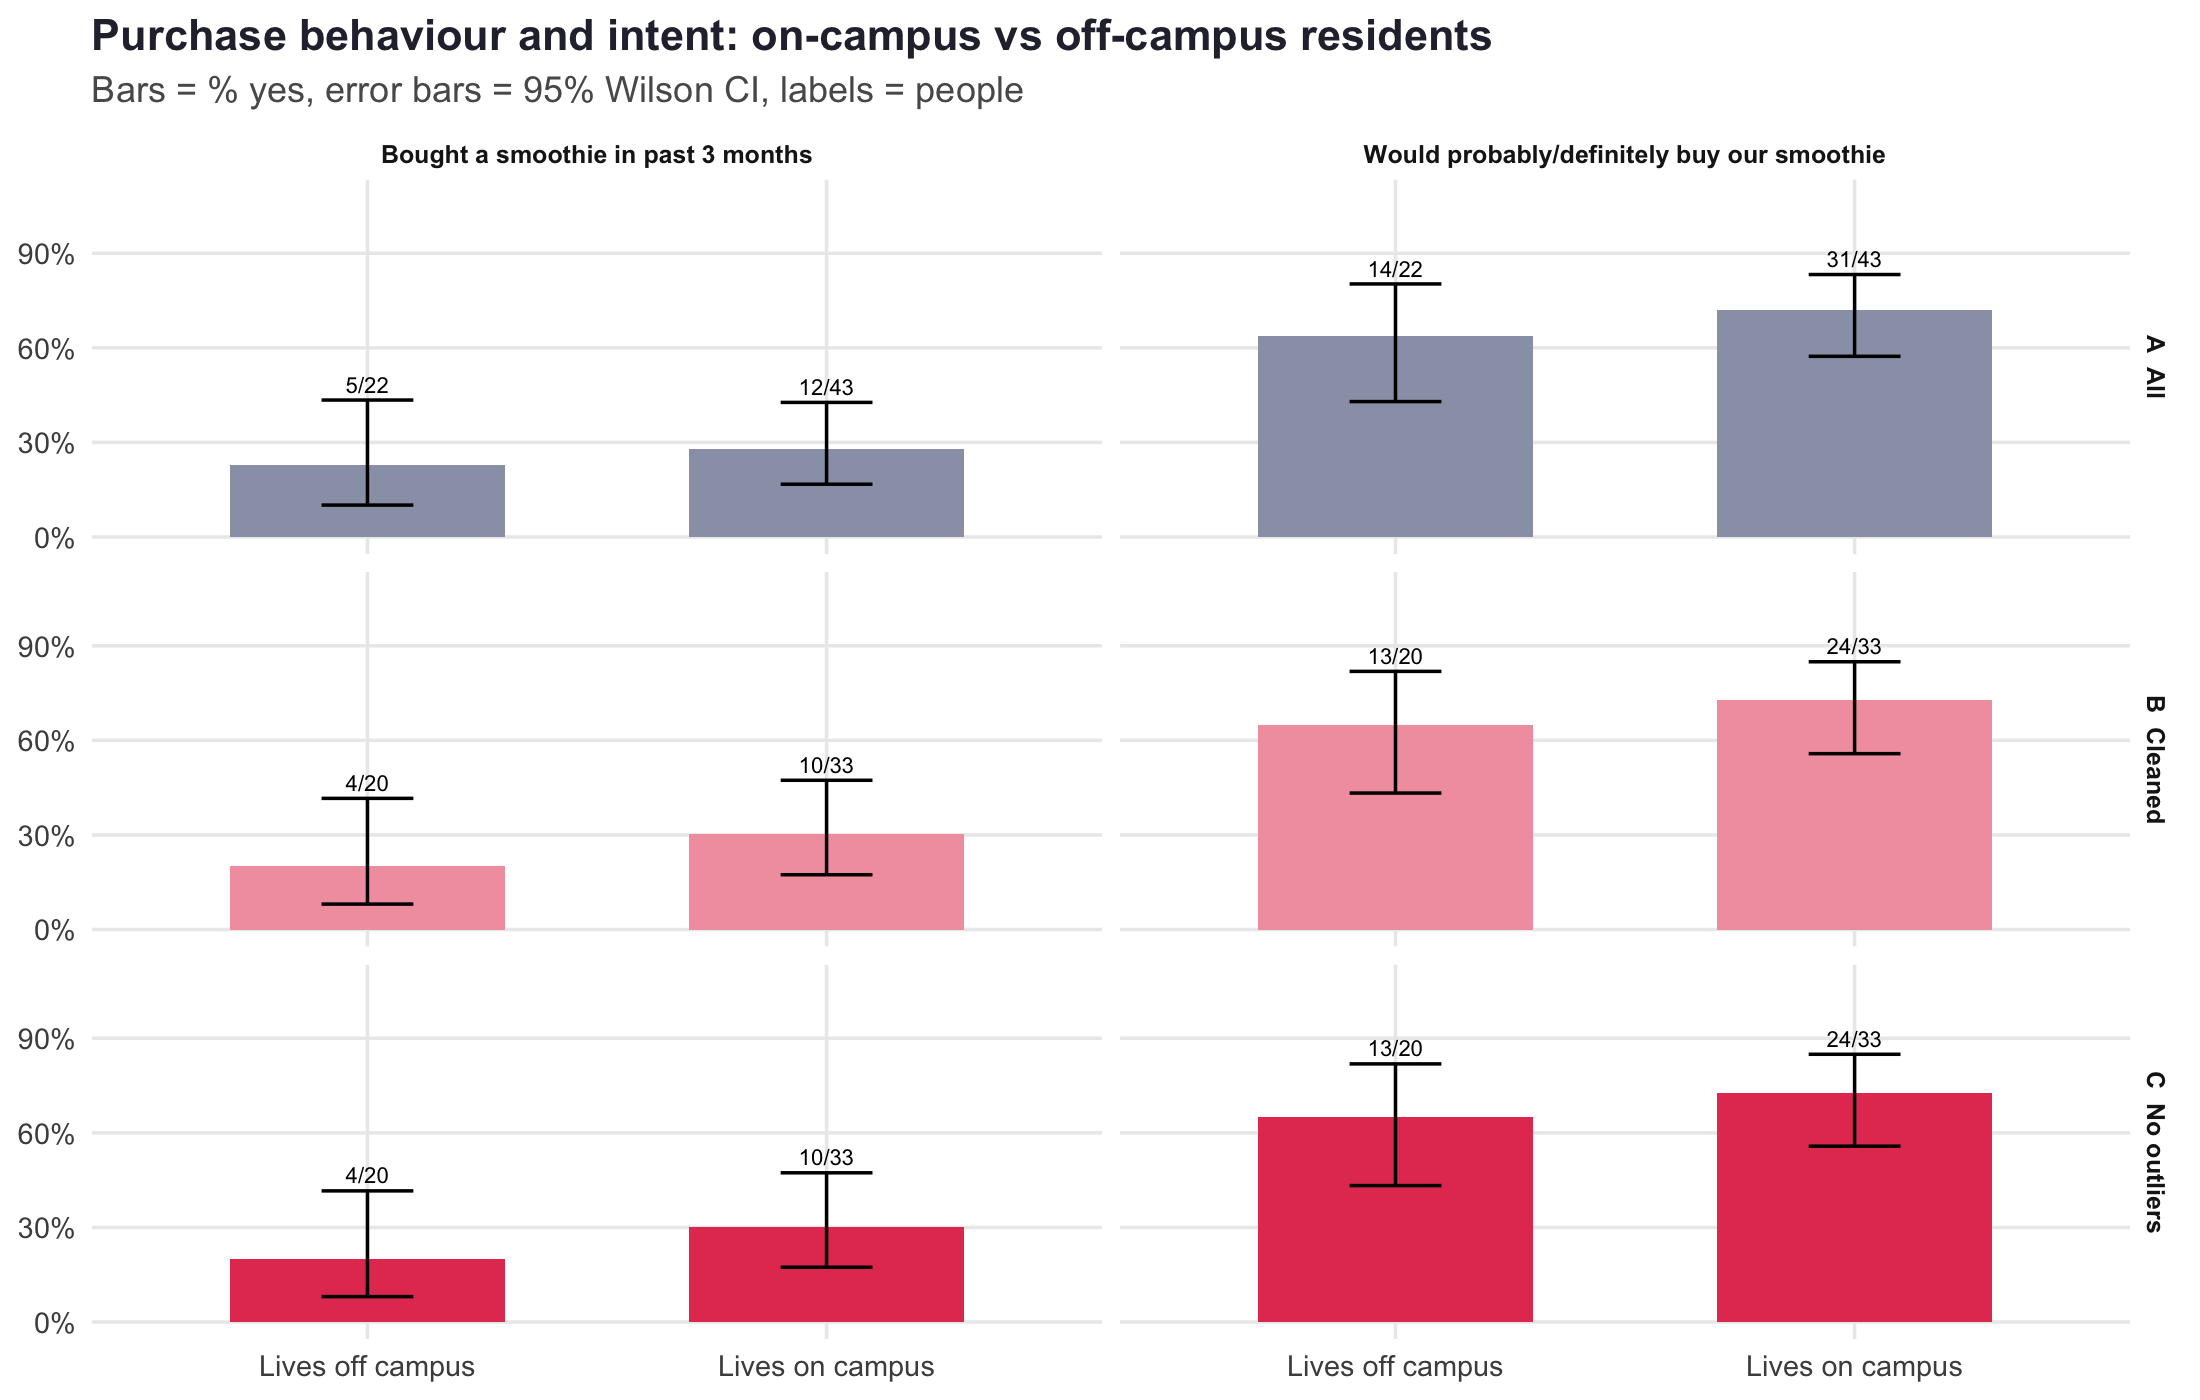 Purchase behaviour and intent: on-campus vs off-campus residents
Bars = % yes, error bars = 95% Wilson CI, labels = people
Bought a smoothie in past 3 months
Would probably/definitely buy our smoothie
90%
60%
30%
0%
5/22
12/43
14/22
31/43
A All
90%
60%
30%
0%
4/20
10/33
13/20
24/33
B Cleaned
90%
60%
30%
0%
4/20
10/33
13/20
24/33
C No outliers
Lives off campus
Lives on campus
Lives off campus
Lives on campus